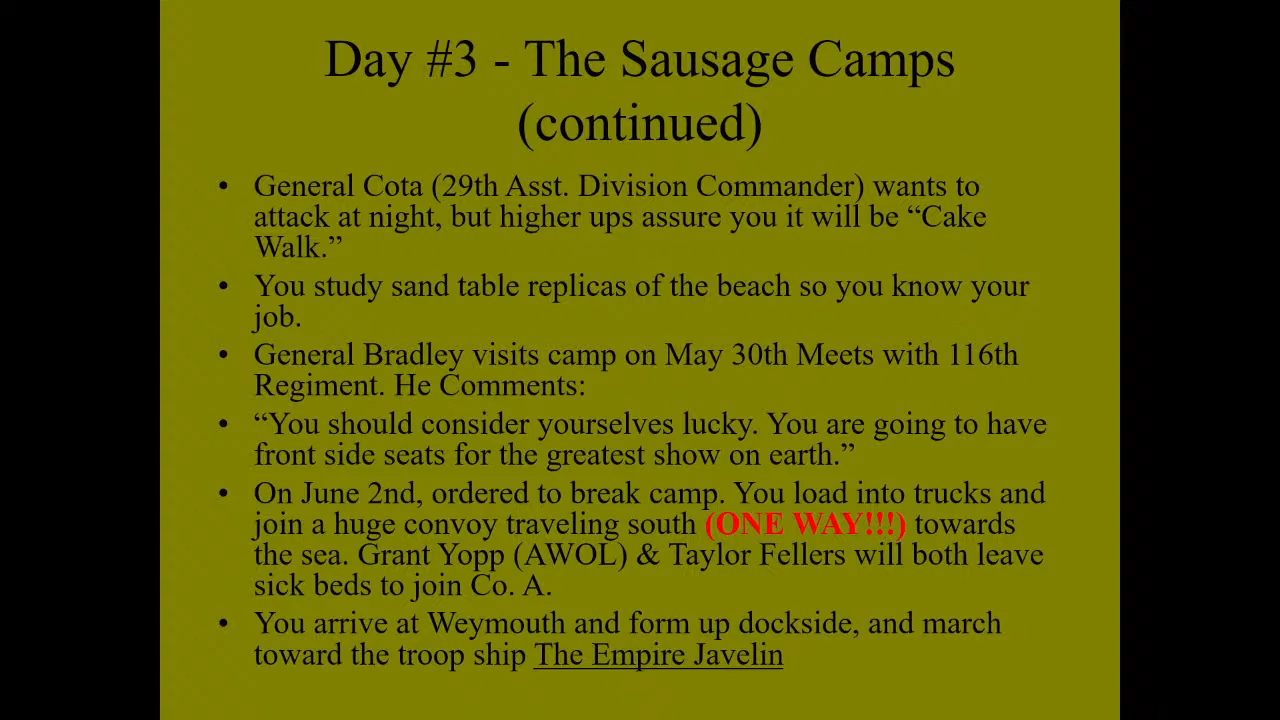 Day #3 - The Sausage Camps
(continued)
• General Cota (29th Asst. Division Commander) wants to
attack at night, but higher ups assure you it will be “Cake
Walk.”
• You study sand table replicas of the beach so you know your
job.
• General Bradley visits camp on May 30th Meets with 116th
Regiment. He Comments:
• “You should consider yourselves lucky. You are going to have
front side seats for the greatest show on earth.”
• On June 2nd, ordered to break camp. You load into trucks and
join a huge convoy traveling south (ONE WAY!!!) towards
the sea. Grant Yopp (AWOL) & Taylor Fellers will both leave
sick beds to join Co. A.
• You arrive at Weymouth and form up dockside, and march
toward the troop ship The Empire Javelin